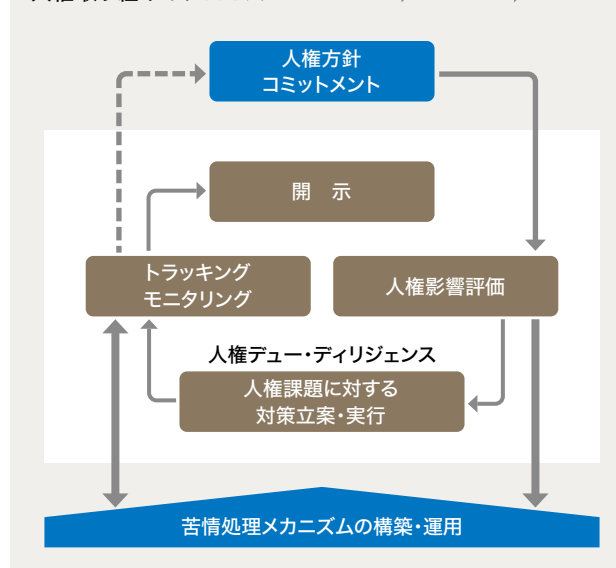 人権方針
コミットメント
開 示
トラッキング
モニタリング
人権影響評価
人権デュー・ディリジェンス
人権課題に対する
対策立案・実行
苦情処理メカニズムの構築・運用